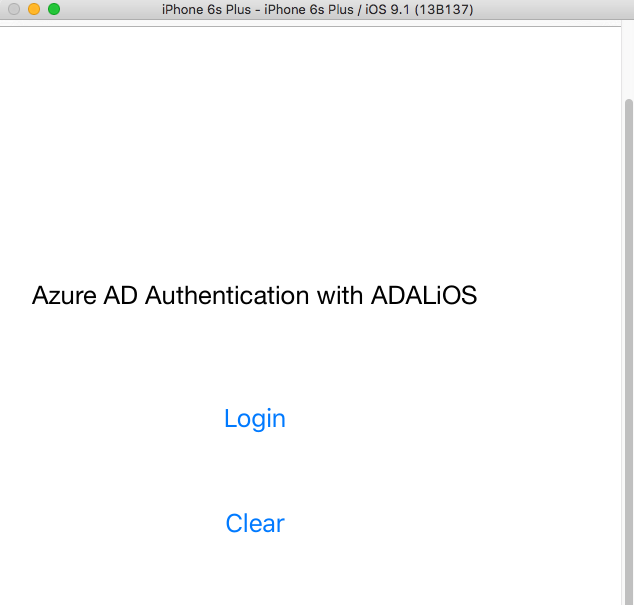 iPhone 6s Plus - iPhone 6s Plus / iOS 9.1 (13B137)
Azure AD Authentication with ADALiOS
Login
Clear